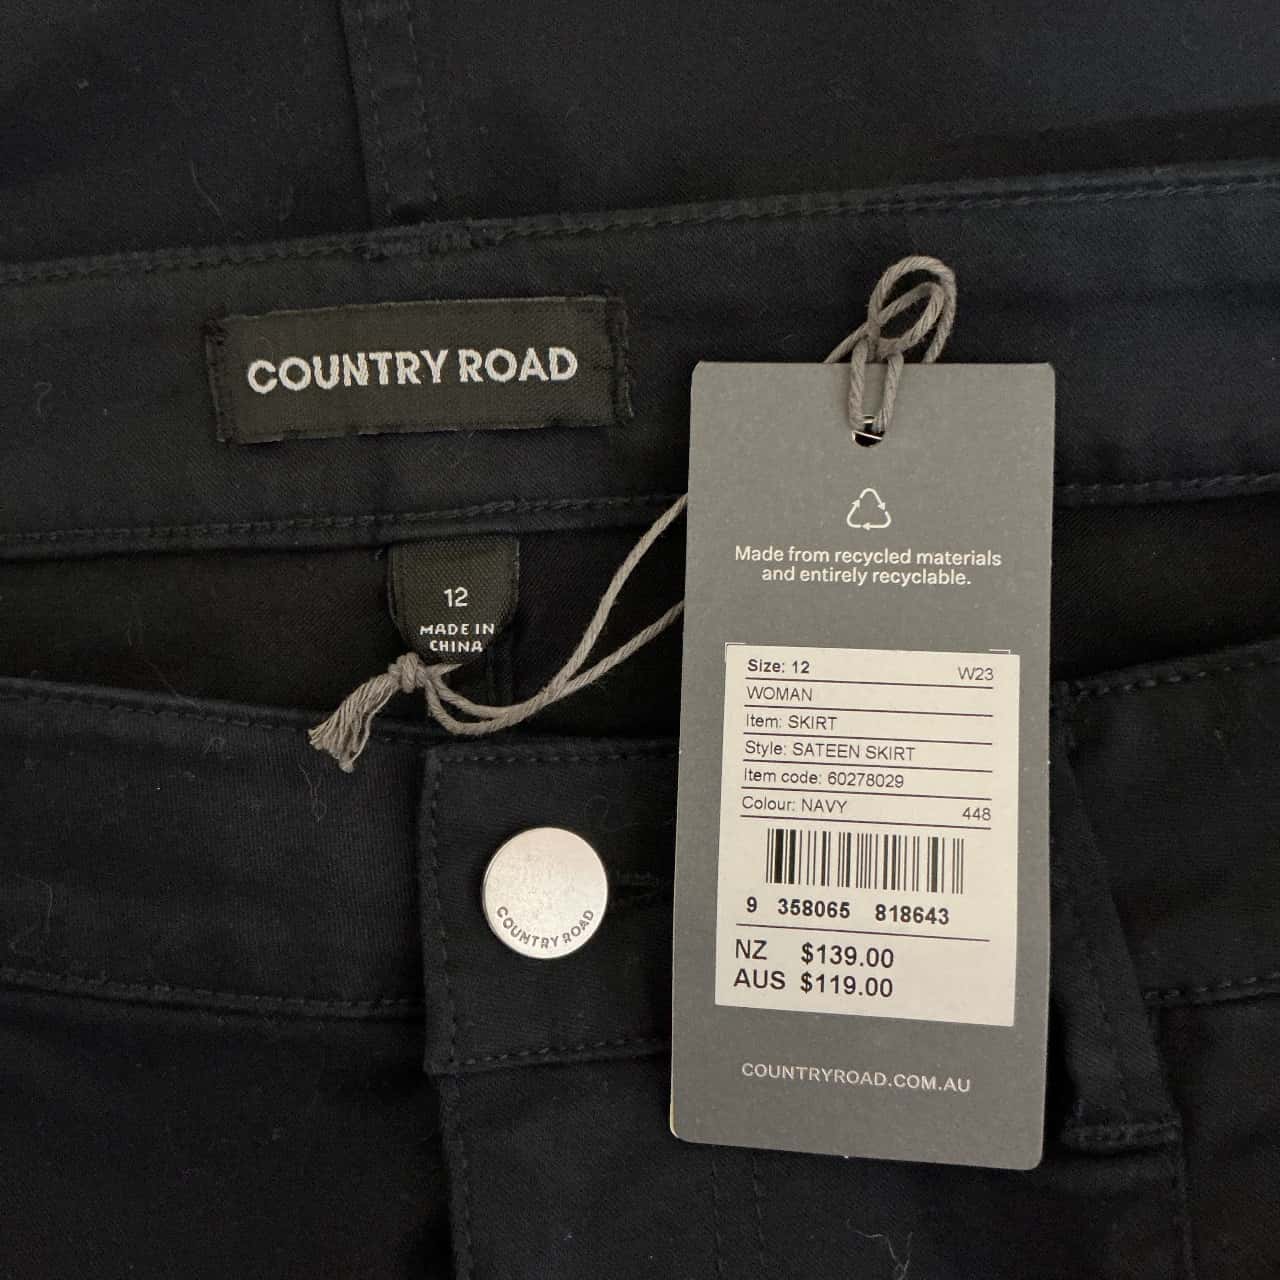 COUNTRY ROAD
12
MADE IN
CHINA
COUNTRY ROAD
Made from recycled materials
and entirely recyclable.
Size: 12 W23
WOMAN
Item: SKIRT
Style: SATEEN SKIRT
Item code: 60278029
Colour: NAVY 448
9 358065 818643
NZ $139.00
AUS $119.00
COUNTRYROAD.COM.AU